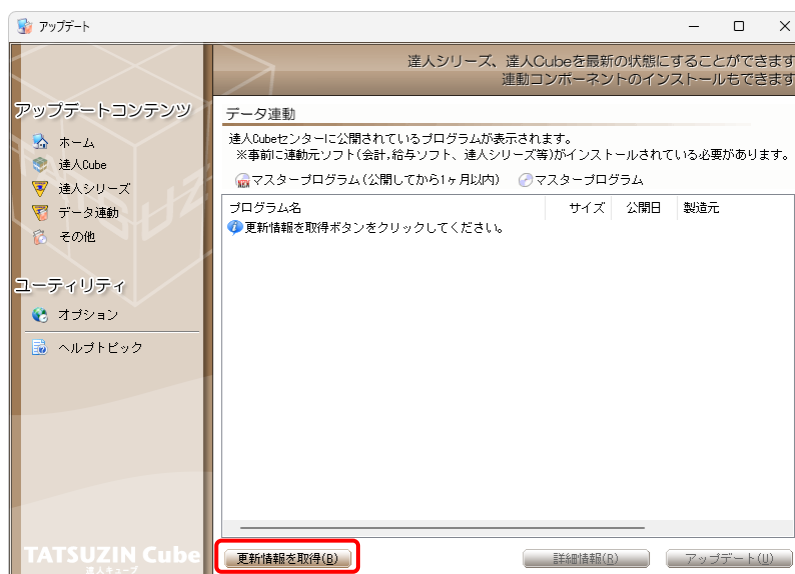 アップデート
達人シリーズ、達人Cubeを最新の状態にすることができます
連動コンポーネントのインストールもできます
アップデートコンテンツ
ホーム
達人Cube
達人シリーズ
データ連動
その他
ユーティリティ
オプション
ヘルプトピック
データ連動
達人Cubeセンターに公開されているプログラムが表示されます。
※事前に連動元ソフト(会計,給与ソフト、達人シリーズ等)がインストールされている必要があります。
マスタープログラム(公開してから1ヶ月以内) マスタープログラム
プログラム名 サイズ 公開日 製造元
更新情報を取得ボタンをクリックしてください。
TATSUZIN Cube
達人キューブ
更新情報を取得(B) 詳細情報(R) アップデート(U)